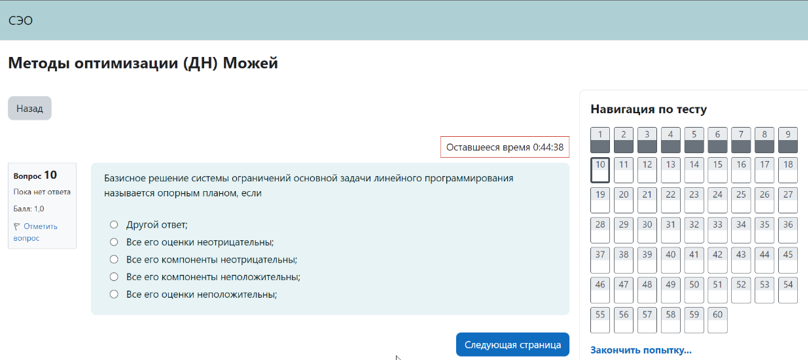 СЭО
Методы оптимизации (ДН) Можей
Назад
Оставшееся время 0:44:38
Вопрос 10
Пока нет ответа
Балл: 1,0
Отметить
вопрос
Базисное решение системы ограничений основной задачи линейного программирования
называется опорным планом, если
Другой ответ;
Все его оценки неотрицательны;
Все его компоненты неотрицательны;
Все его компоненты неположительны;
Все его оценки неположительны;
Следующая страница
Навигация по тесту
1 2 3 4 5 6 7 8 9
10 11 12 13 14 15 16 17 18
19 20 21 22 23 24 25 26 27
28 29 30 31 32 33 34 35 36
37 38 39 40 41 42 43 44 45
46 47 48 49 50 51 52 53 54
55 56 57 58 59 60
Закончить попытку...